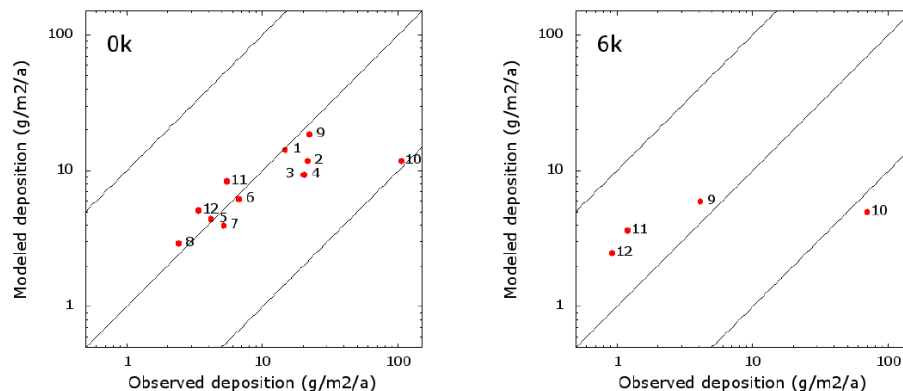 0k
Modeled deposition (g/m2/a)
100
10
1
9
1
2
10
3 4
11
6
12
5
7
8
1 10 100
Observed deposition (g/m2/a)
6k
Modeled deposition (g/m2/a)
100
10
1
9
10
11
12
1 10 100
Observed deposition (g/m2/a)